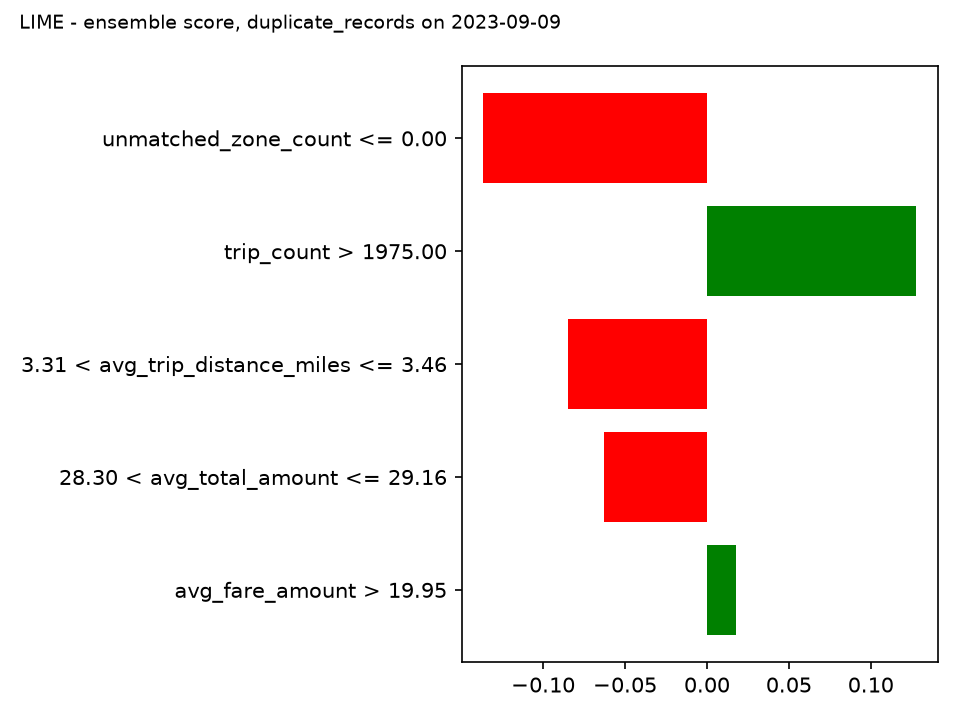 LIME - ensemble score, duplicate_records on 2023-09-09
unmatched_zone_count <= 0.00
trip_count > 1975.00
3.31 < avg_trip_distance_miles <= 3.46
28.30 < avg_total_amount <= 29.16
avg_fare_amount > 19.95
−0.10 −0.05 0.00 0.05 0.10